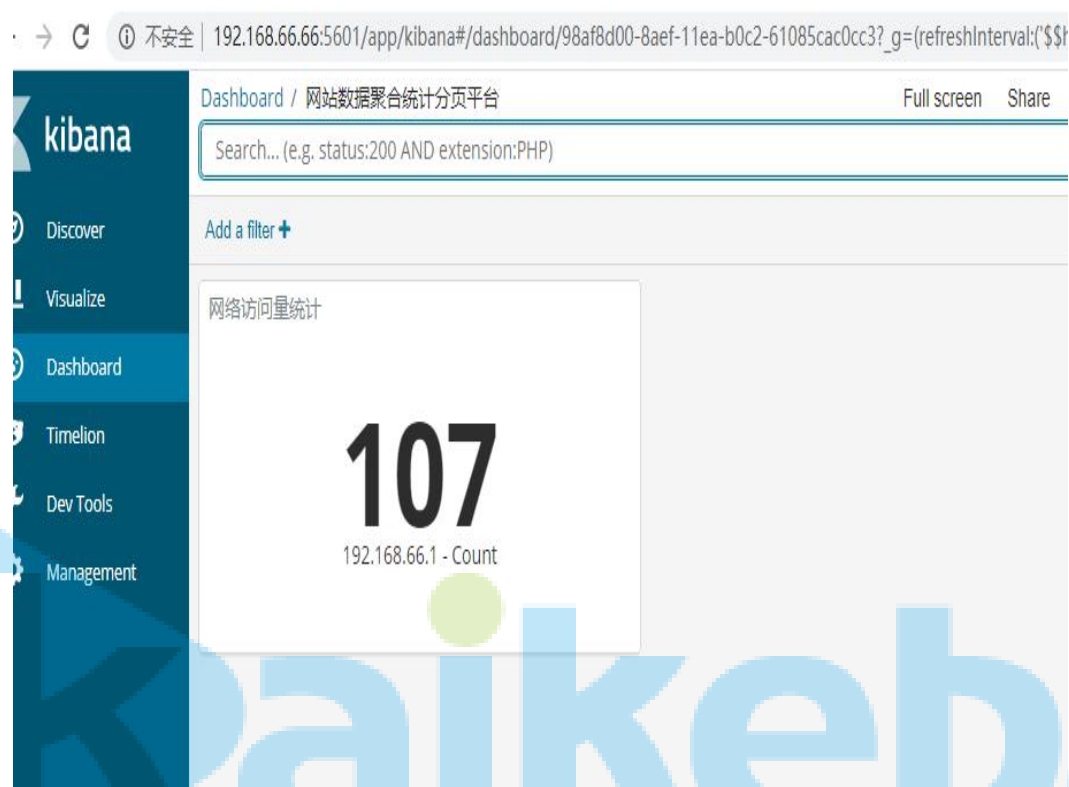 不安全 | 192.168.66.66:5601/app/kibana#/dashboard/98af8d00-8aef-11ea-b0c2-61085cac0cc3?_g=(refreshInterval:('$$h
kibana
Dashboard / 网站数据聚合统计分页平台
Full screen Share
Search... (e.g. status:200 AND extension:PHP)
Discover
Add a filter +
Visualize
网络访问量统计
Dashboard
Timelion
107
Dev Tools
192.168.66.1 - Count
Management
kaikeb